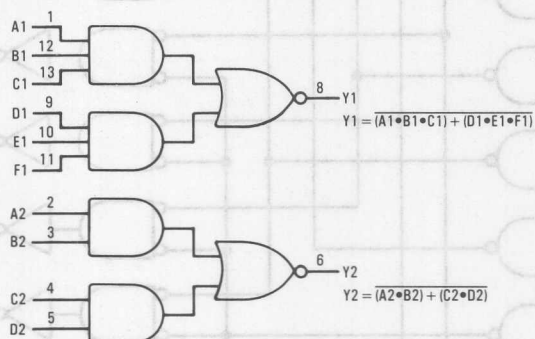 A1 1
B1 12
C1 13
8 Y1
D1 9
Y1 = (A1•B1•C1) + (D1•E1•F1)
E1 10
F1 11
A2 2
B2 3
6 Y2
C2 4
Y2 = (A2•B2) + (C2•D2)
D2 5